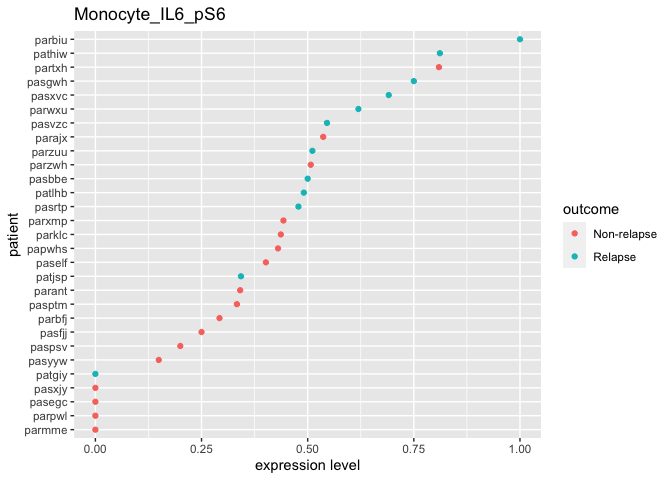 Monocyte_IL6_pS6
parbiu
pathiw
partxh
pasgwh
pasxvc
parwxu
pasvzc
parajx
parzuu
parzwh
pasbbe
patlhb
pasrtp
parxmp
parklc
papwhs
paself
patjsp
parant
pasptm
parbfj
pasfjj
paspsv
pasyyw
patgiy
pasxjy
pasegc
parpwl
parmme
patient
0.00 0.25 0.50 0.75 1.00
expression level
outcome
Non-relapse
Relapse